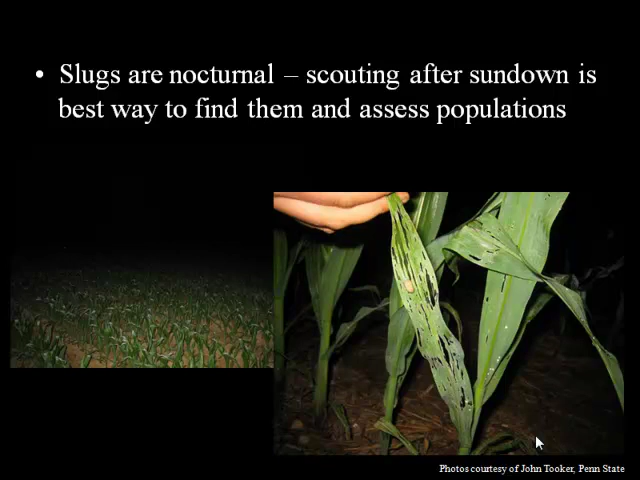 • Slugs are nocturnal – scouting after sundown is
best way to find them and assess populations
Photos courtesy of John Tooker, Penn State